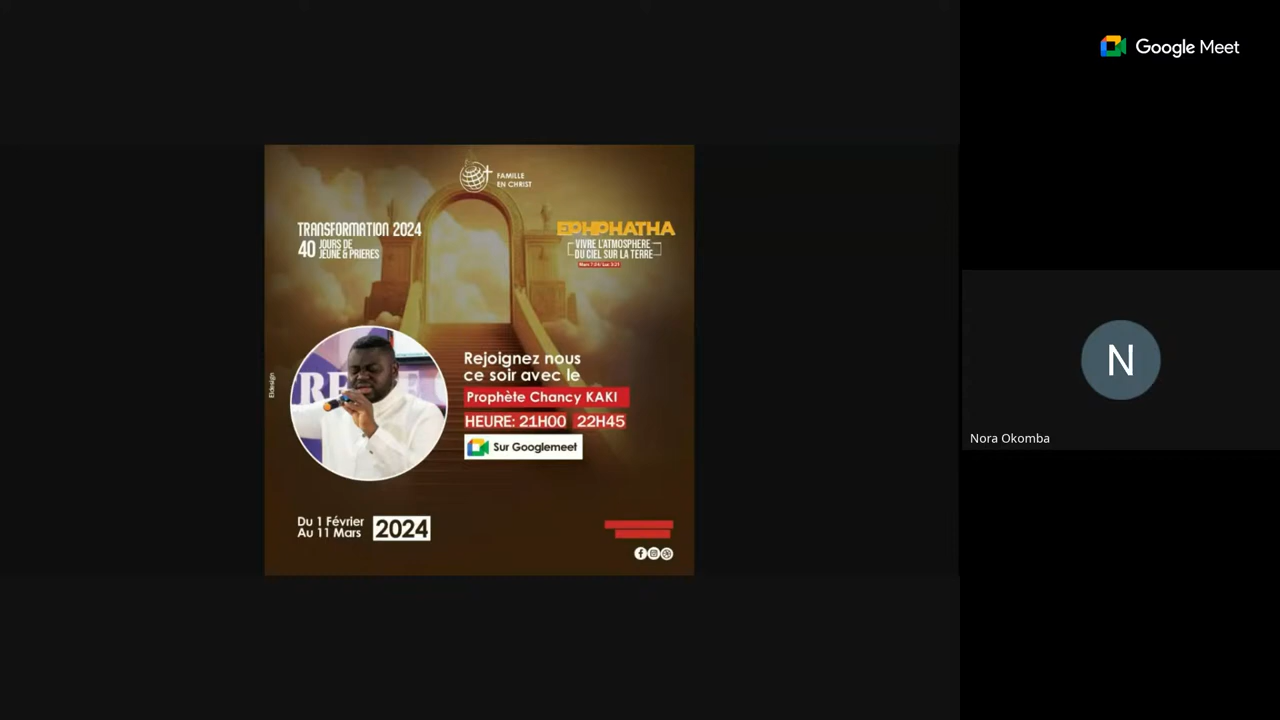 Google Meet
FAMILLE
EN CHRIST
TRANSFORMATION 2024
40 JOURS DE
JEÛNE & PRIERES
EPHPHATHA
VIVRE L'ATMOSPHERE
DU CIEL SUR LA TERRE
Eldesign
Rejoignez nous
ce soir avec le
Prophète Chancy KAKI
HEURE: 21H00 22H45
Sur Googlemeet
Du 1 Février
Au 11 Mars
2024
N
Nora Okomba